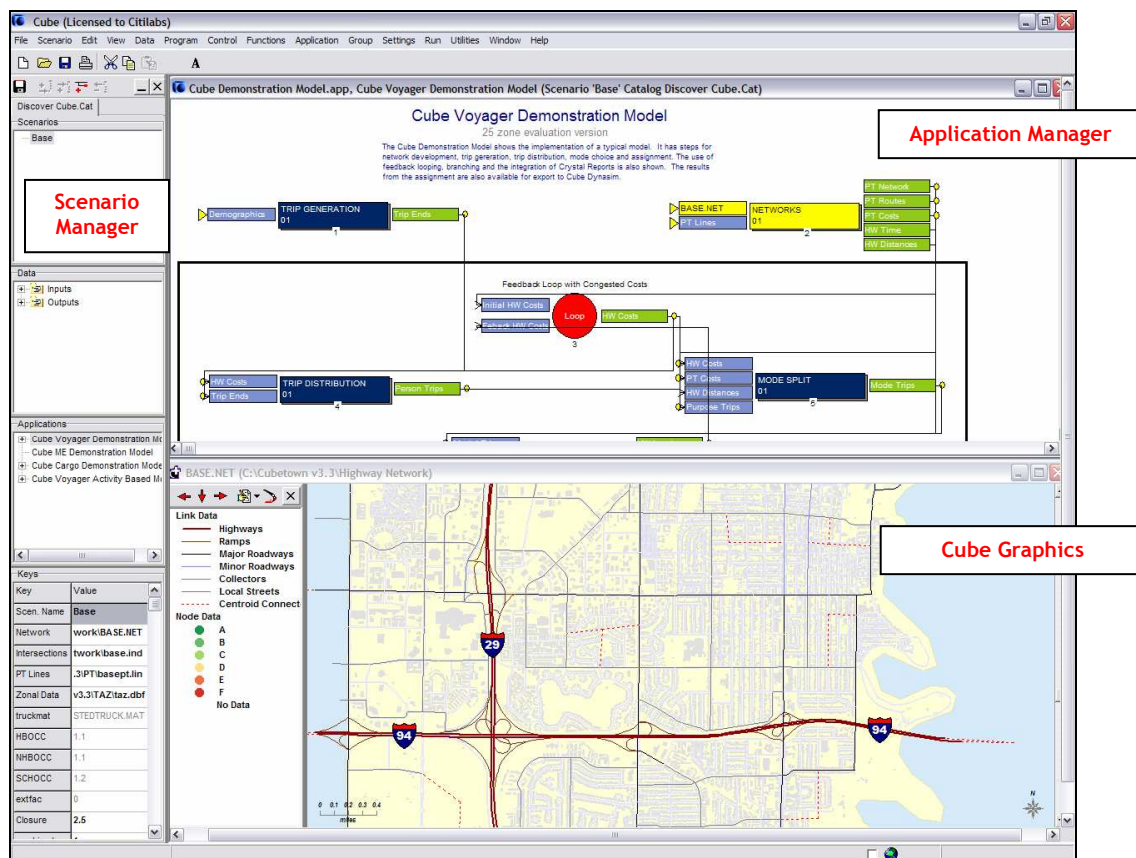 Cube (Licensed to Citilabs)
File Scenario Edit View Data Program Control Functions Application Group Settings Run Utilities Window Help
A
Discover Cube.Cat
Scenarios
Base
Scenario
Manager
Data
Inputs
Outputs
Applications
Cube Voyager Demonstration Mo
Cube ME Demonstration Model
Cube Cargo Demonstration Mode
Cube Voyager Activity Based M
Keys
Key Value
Scen. Name Base
Network work\BASE.NET
Intersections twork\base.ind
PT Lines .3\PT\basept.lin
Zonal Data v3.3\TAZ\taz.dbf
truckmat STEDTRUCK.MAT
HBOCC 1.1
NHBOCC 1.1
SCHOCC 1.2
extfac 0
Closure 2.5
Cube Demonstration Model.app, Cube Voyager Demonstration Model (Scenario 'Base' Catalog Discover Cube.Cat)
Application Manager
Cube Voyager Demonstration Model
25 zone evaluation version
The Cube Demonstration Model shows the implementation of a typical model. It has steps for
network development, trip generation, trip distribution, mode choice and assignment. The use of
feedback looping, branching and the integration of Crystal Reports is also shown. The results
from the assignment are also available for export to Cube Dynasim.
Demographics
TRIP GENERATION
01
1
Trip Ends
BASE.NET
PT Lines
NETWORKS
01
2
PT Network
PT Routes
PT Costs
HW Time
HW Distances
Feedback Loop with Congested Costs
Initial HW Costs
Feback HW Costs
Loop
3
HW Costs
HW Costs
Trip Ends
TRIP DISTRIBUTION
01
4
Person Trips
HW Costs
PT Costs
HW Distances
Purpose Trips
MODE SPLIT
01
5
Mode Trips
BASE.NET (C:\Cubetown v3.3\Highway Network)
Cube Graphics
Link Data
Highways
Ramps
Major Roadways
Minor Roadways
Collectors
Local Streets
Centroid Connect
Node Data
A
B
C
D
E
F
No Data
29
94
94
0 0.1 0.2 0.3 0.4
miles
N